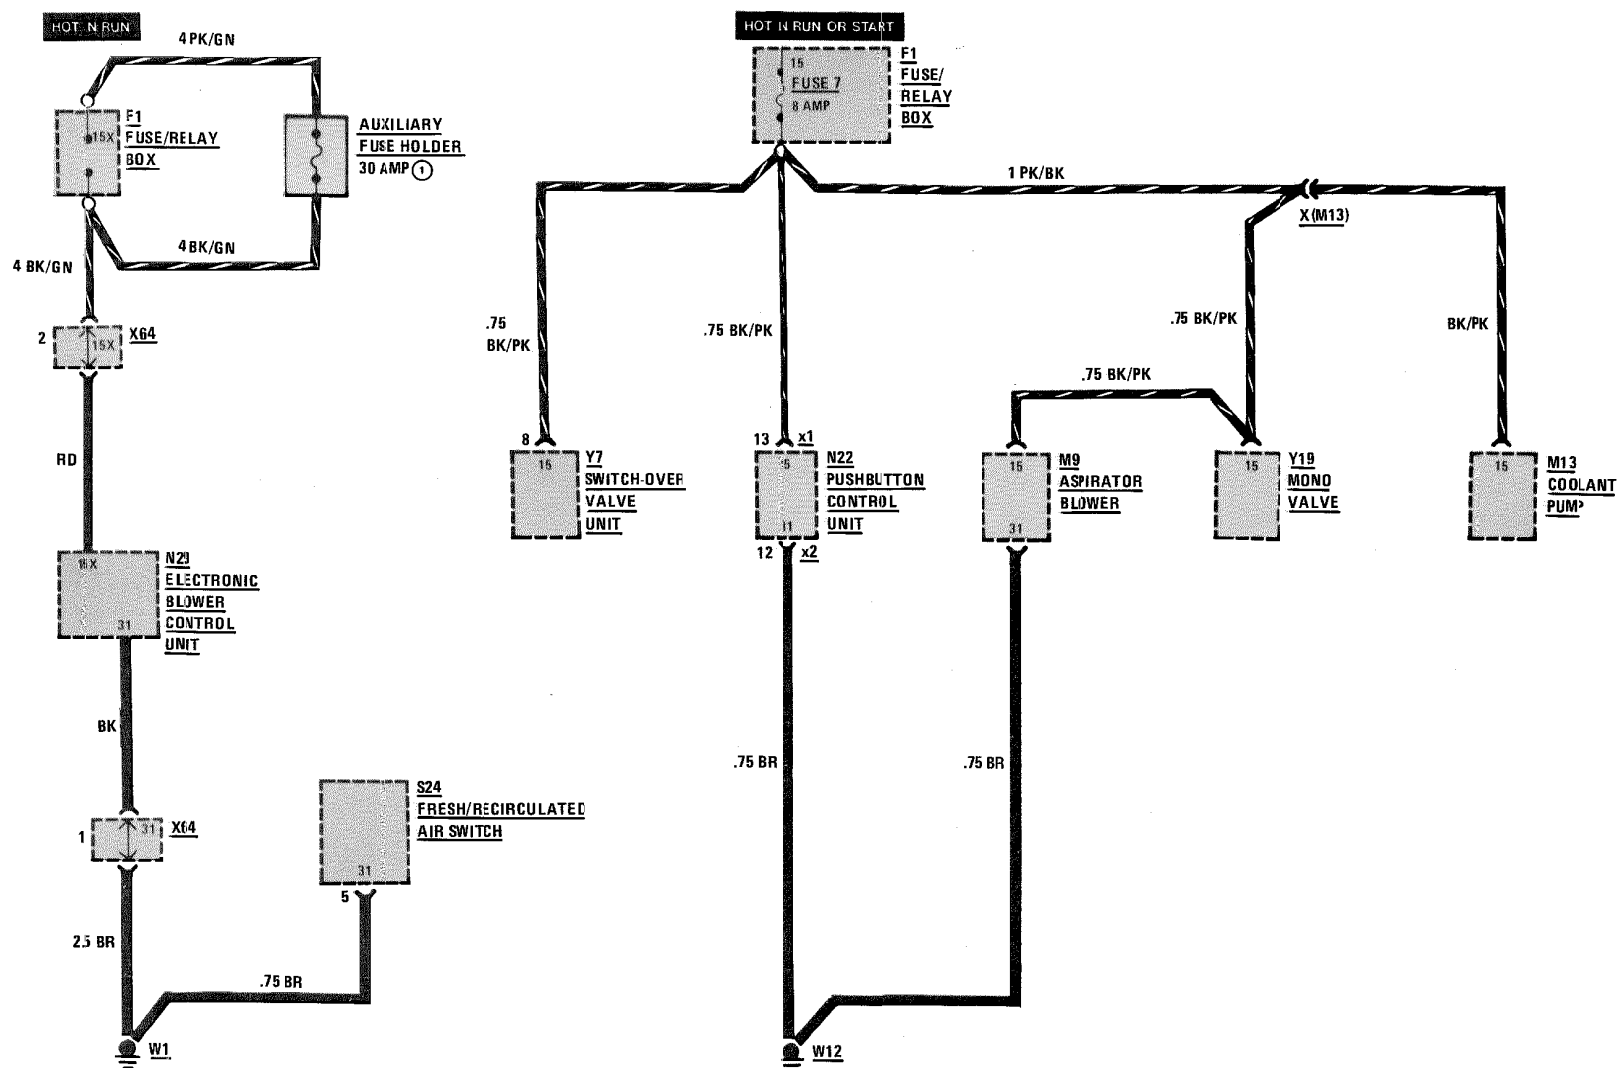 HOT IN RUN
4 PK/GN
F1
FUSE/RELAY
BOX
15X
AUXILIARY
FUSE HOLDER
30 AMP 1
4 BK/GN
4 BK/GN
2
15X
X64
RD
15X
N29
ELECTRONIC
BLOWER
CONTROL
UNIT
31
BK
1
31
X64
S24
FRESH/RECIRCULATED
AIR SWITCH
31
5
2.5 BR
.75 BR
W1
HOT IN RUN OR START
15
FUSE 7
8 AMP
F1
FUSE/
RELAY
BOX
1 PK/BK
X(M13)
.75
BK/PK
.75 BK/PK
.75 BK/PK
BK/PK
.75 BK/PK
8
15
Y7
SWITCH-OVER
VALVE
UNIT
13
x1
15
N22
PUSHBUTTON
CONTROL
UNIT
12
x2
15
M9
ASPIRATOR
BLOWER
31
15
Y19
MONO
VALVE
15
M13
COOLANT
PUMP
.75 BR
.75 BR
W12